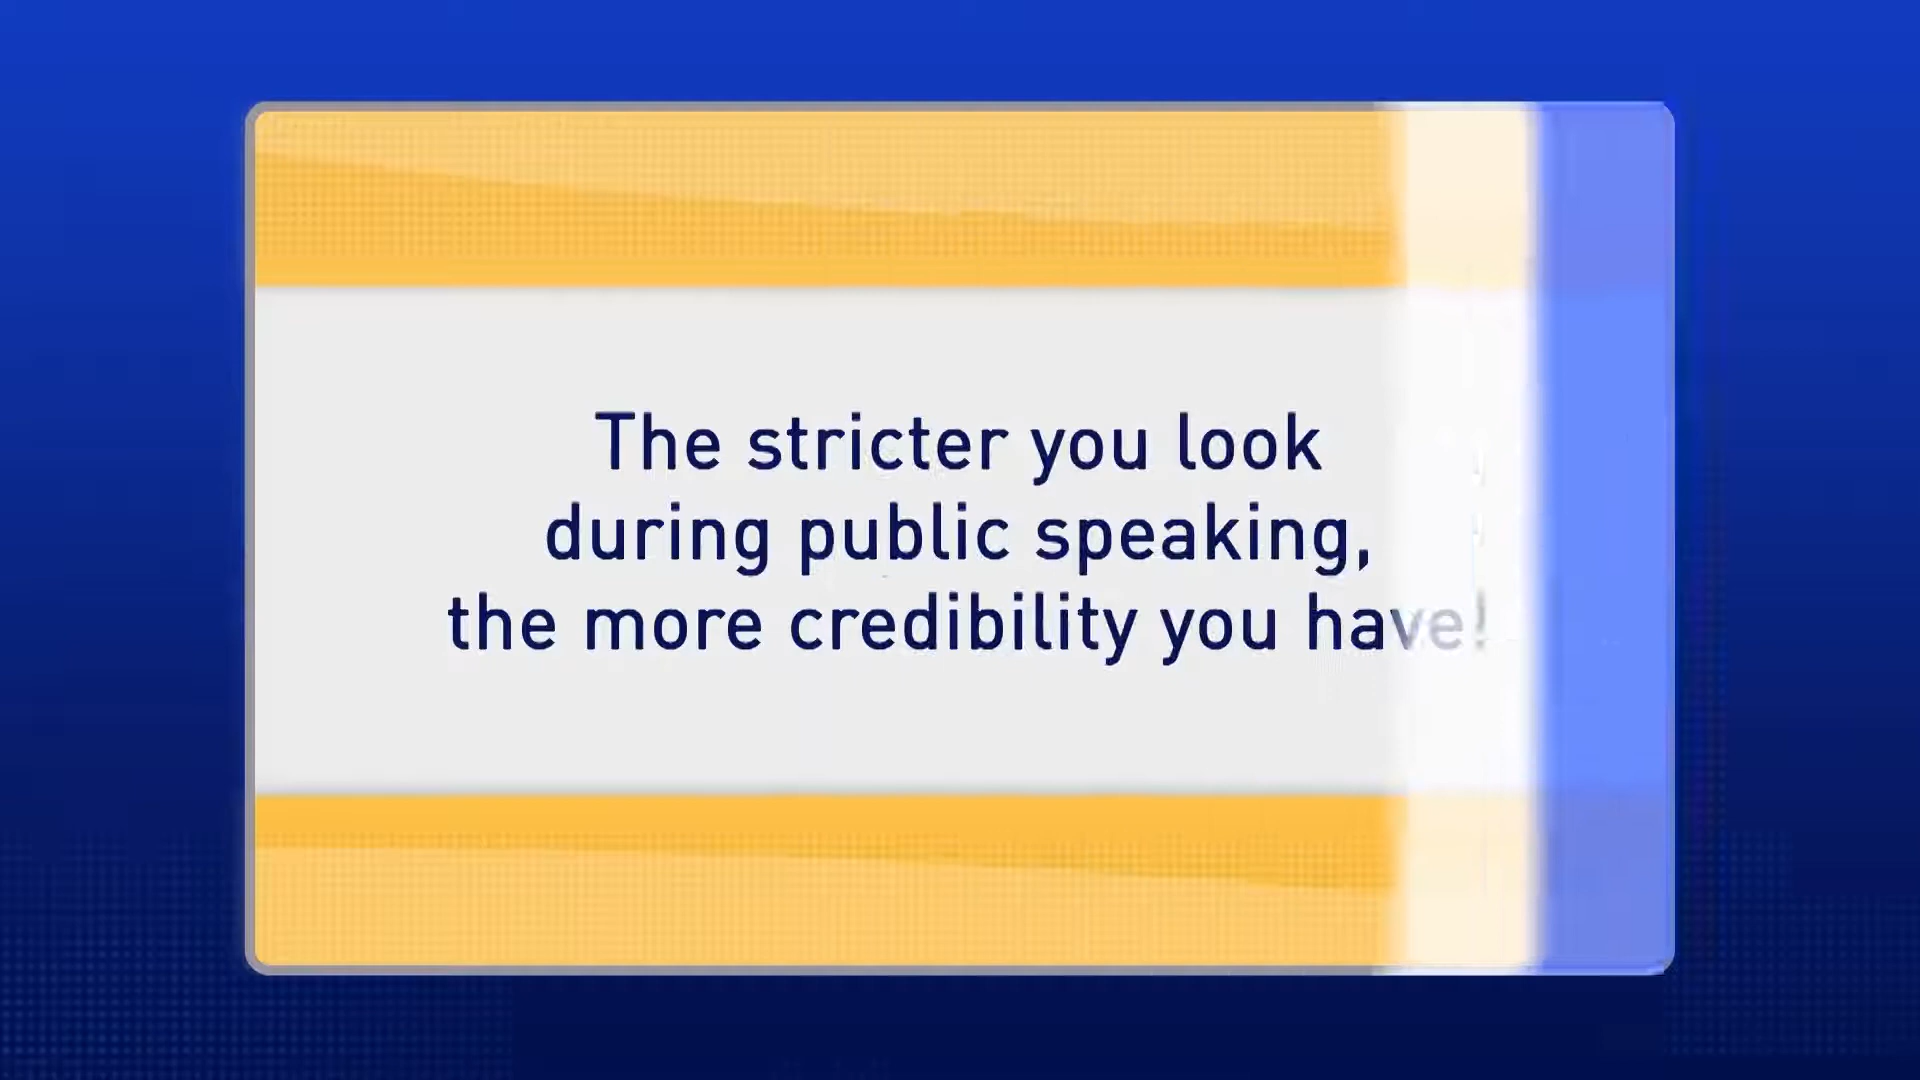 The stricter you look
during public speaking,
the more credibility you have!